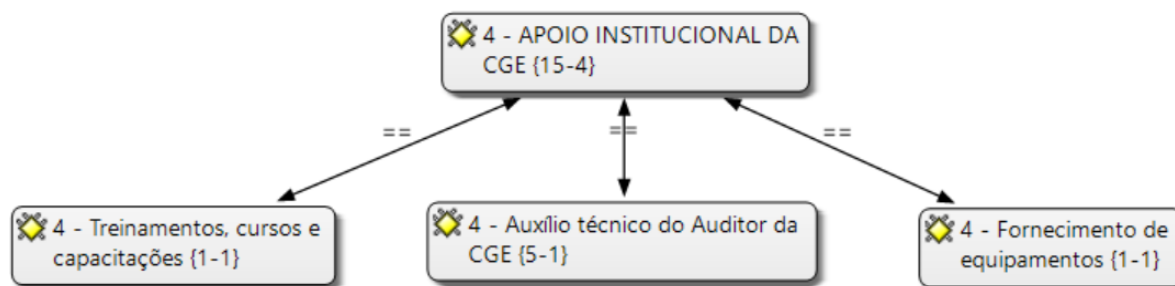 4 - APOIO INSTITUCIONAL DA
CGE {15-4}
==
==
==
4 - Treinamentos, cursos e
capacitações {1-1}
4 - Auxílio técnico do Auditor da
CGE {5-1}
4 - Fornecimento de
equipamentos {1-1}